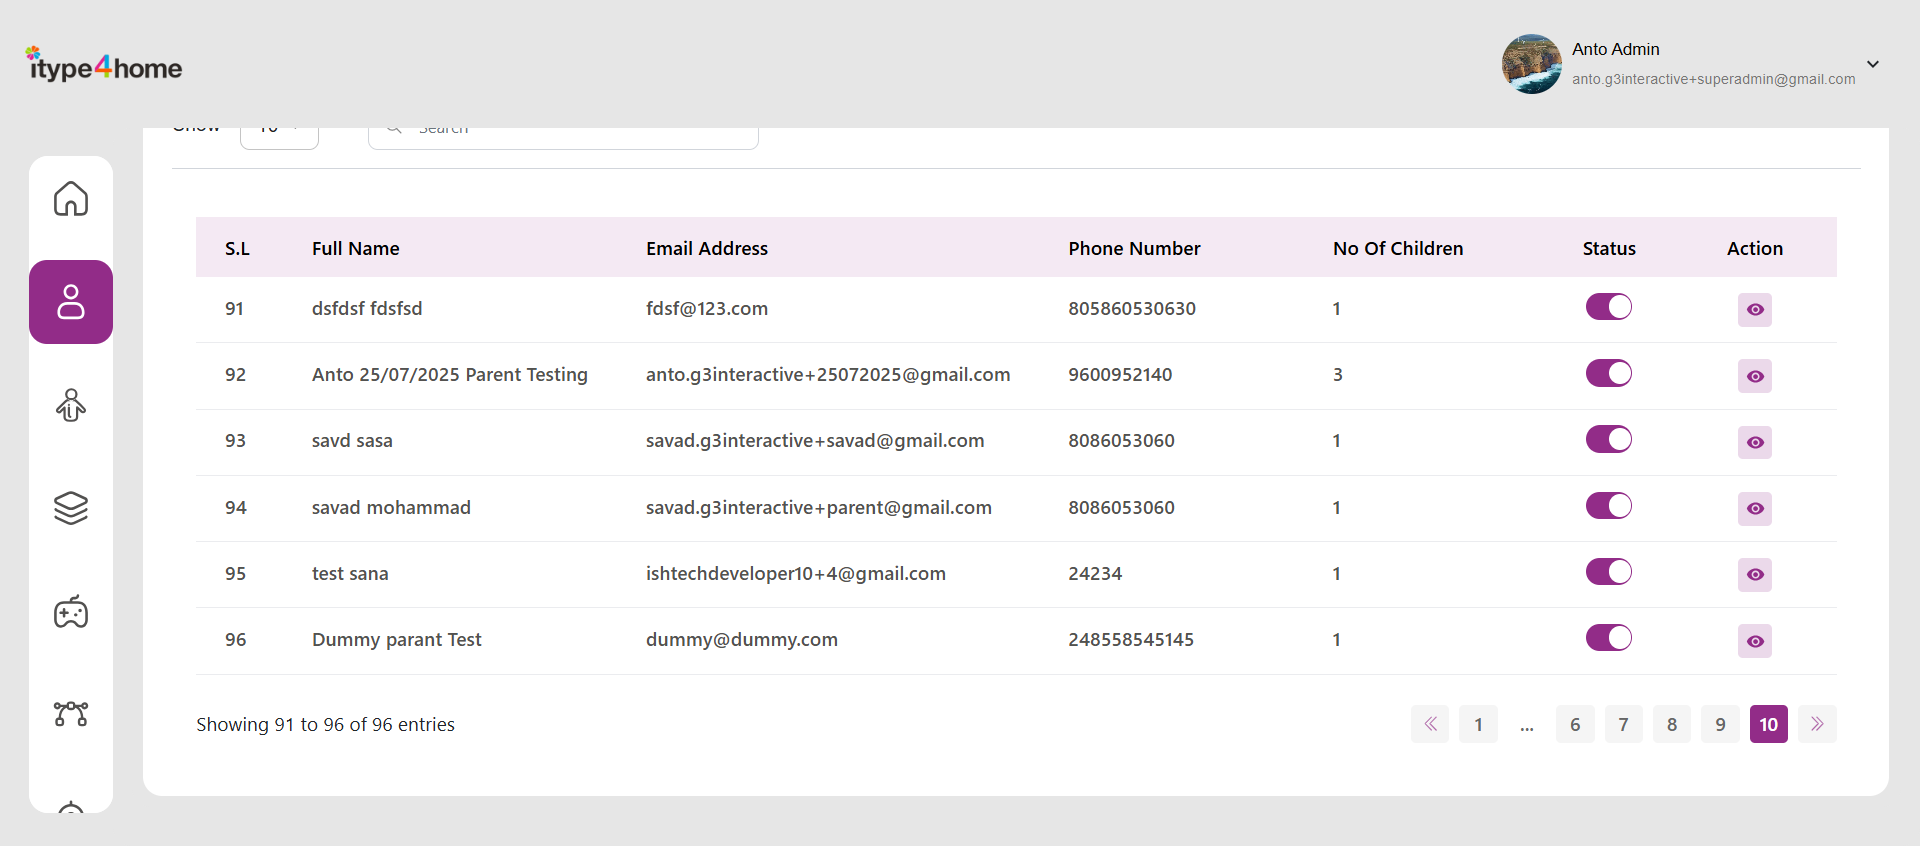 itype4home
Anto Admin
anto.g3interactive+superadmin@gmail.com
Show 10 Search
S.L Full Name Email Address Phone Number No Of Children Status Action
91 dsfdsf fdsfsd fdsf@123.com 805860530630 1
92 Anto 25/07/2025 Parent Testing anto.g3interactive+25072025@gmail.com 9600952140 3
93 savd sasa savad.g3interactive+savad@gmail.com 8086053060 1
94 savad mohammad savad.g3interactive+parent@gmail.com 8086053060 1
95 test sana ishtechdeveloper10+4@gmail.com 24234 1
96 Dummy parant Test dummy@dummy.com 248558545145 1
Showing 91 to 96 of 96 entries « 1 ... 6 7 8 9 10 »